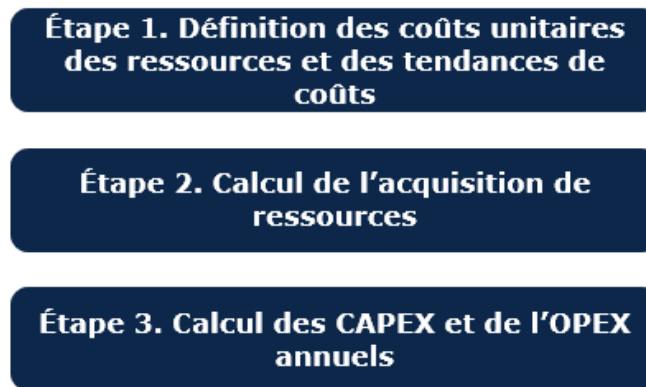 Étape 1. Définition des coûts unitaires
des ressources et des tendances de
coûts
Étape 2. Calcul de l’acquisition de
ressources
Étape 3. Calcul des CAPEX et de l’OPEX
annuels